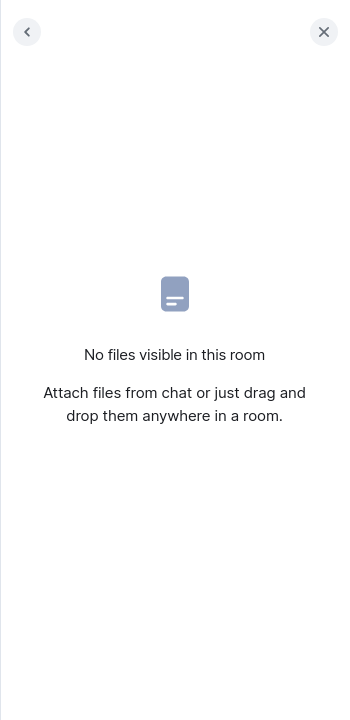 No files visible in this room
Attach files from chat or just drag and
drop them anywhere in a room.